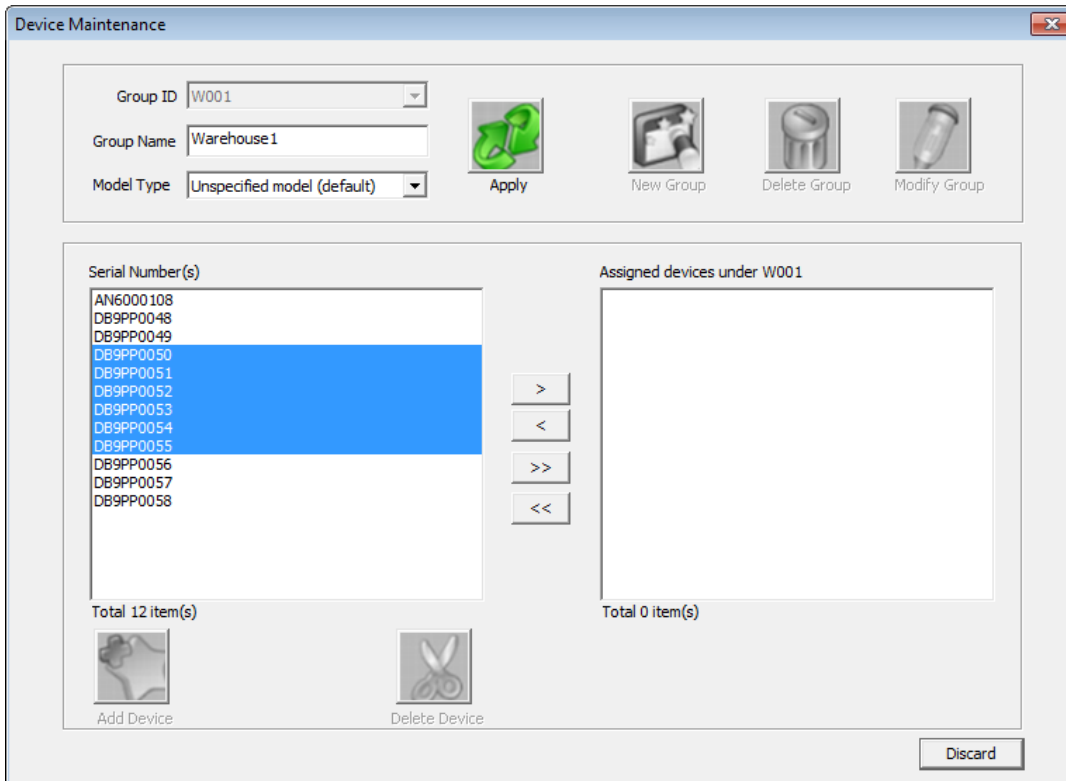 Device Maintenance
Group ID W001
Group Name Warehouse1
Model Type Unspecified model (default)
Apply
New Group
Delete Group
Modify Group
Serial Number(s)
AN6000108
DB9PP0048
DB9PP0049
DB9PP0050
DB9PP0051
DB9PP0052
DB9PP0053
DB9PP0054
DB9PP0055
DB9PP0056
DB9PP0057
DB9PP0058
Total 12 item(s)
>
<
>>
<<
Assigned devices under W001
Total 0 item(s)
Add Device
Delete Device
Discard